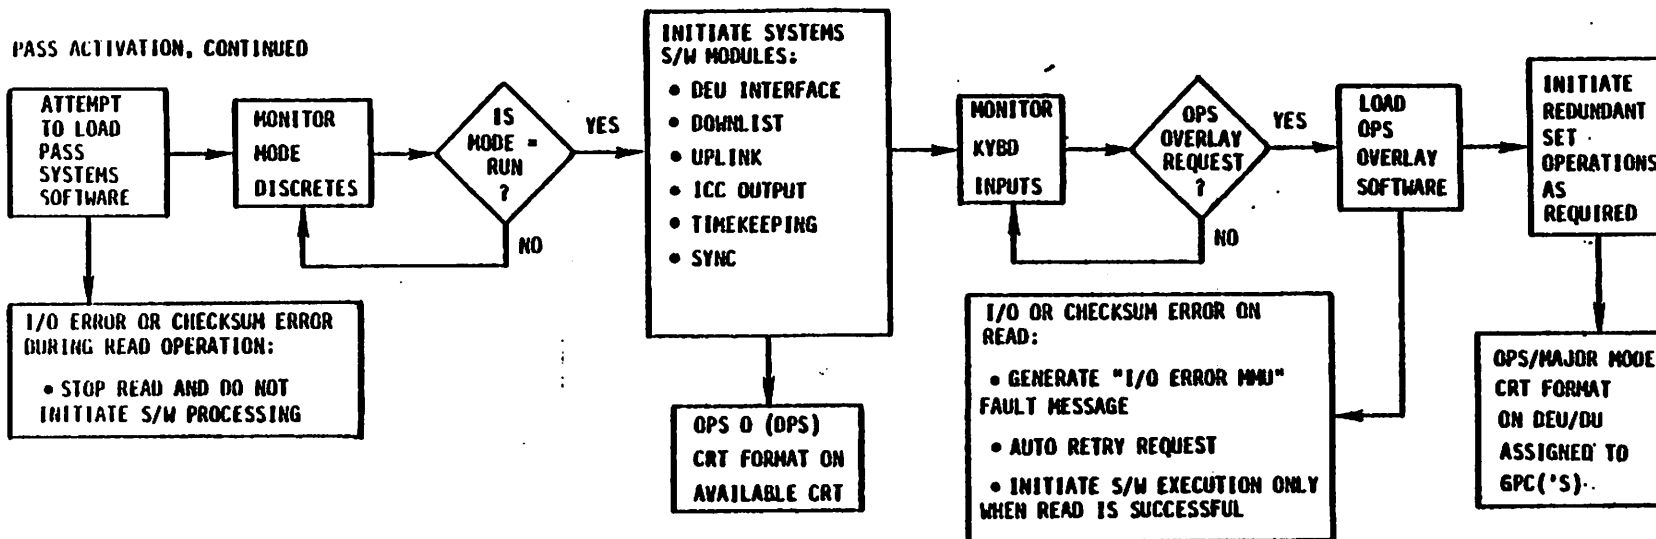 PASS ACTIVATION, CONTINUED
ATTEMPT
TO LOAD
PASS
SYSTEMS
SOFTWARE
I/O ERROR OR CHECKSUM ERROR
DURING READ OPERATION:
• STOP READ AND DO NOT
INITIATE S/W PROCESSING
MONITOR
MODE
DISCRETES
IS
MODE =
RUN
?
YES
NO
INITIATE SYSTEMS
S/W MODULES:
• DEU INTERFACE
• DOWNLIST
• UPLINK
• ICC OUTPUT
• TIMEKEEPING
• SYNC
OPS 0 (DPS)
CRT FORMAT ON
AVAILABLE CRT
MONITOR
KYBD
INPUTS
OPS
OVERLAY
REQUEST
?
YES
NO
LOAD
OPS
OVERLAY
SOFTWARE
I/O OR CHECKSUM ERROR ON
READ:
• GENERATE "I/O ERROR MMU"
FAULT MESSAGE
• AUTO RETRY REQUEST
• INITIATE S/W EXECUTION ONLY
WHEN READ IS SUCCESSFUL
INITIATE
REDUNDANT
SET
OPERATIONS
AS
REQUIRED
OPS/MAJOR MODE
CRT FORMAT
ON DEU/DU
ASSIGNED TO
GPC('S)